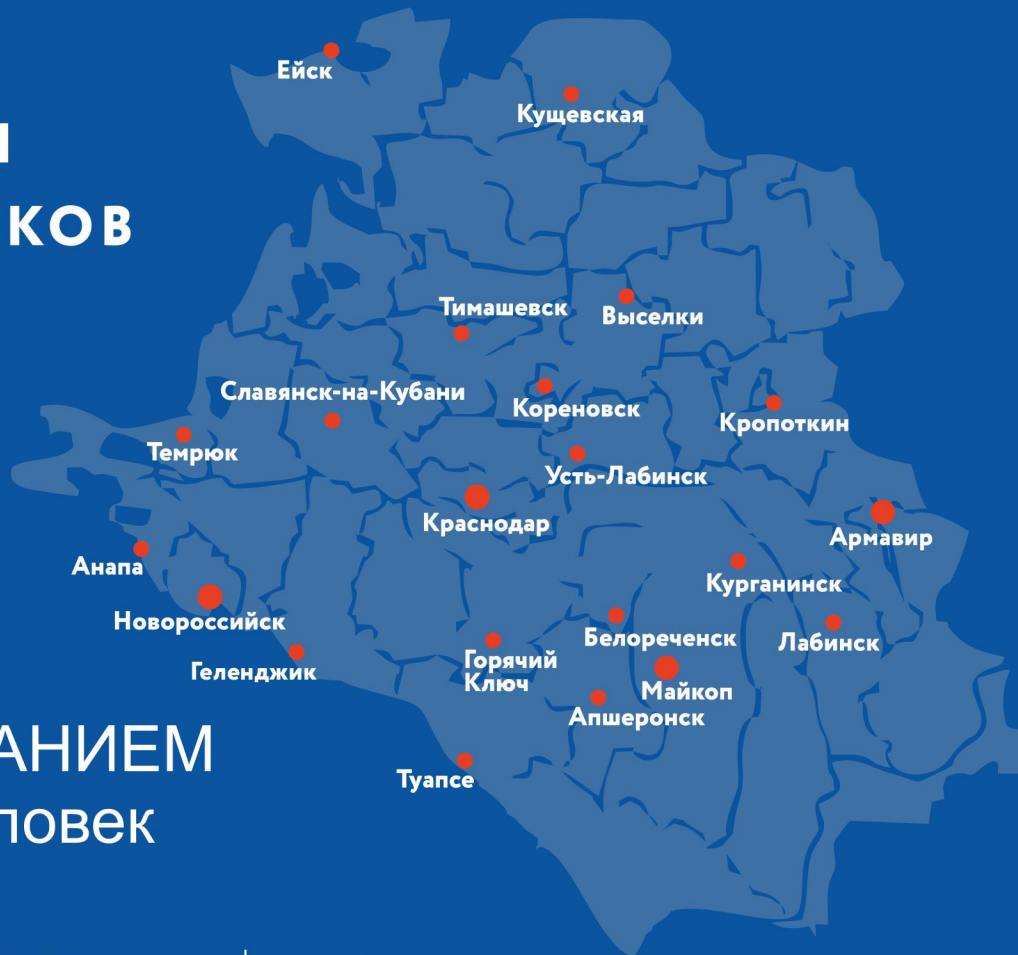 Ейск
Кущевская
КОВ
Тимашевск
Выселки
Славянск-на-Кубани
Кореновск
Кропоткин
Темрюк
Усть-Лабинск
Краснодар
Армавир
Анапа
Курганинск
Новороссийск
Белореченск
Лабинск
Геленджик
Горячий
Ключ
Майкоп
Апшеронск
АНИЕМ
Туапсе
ловек